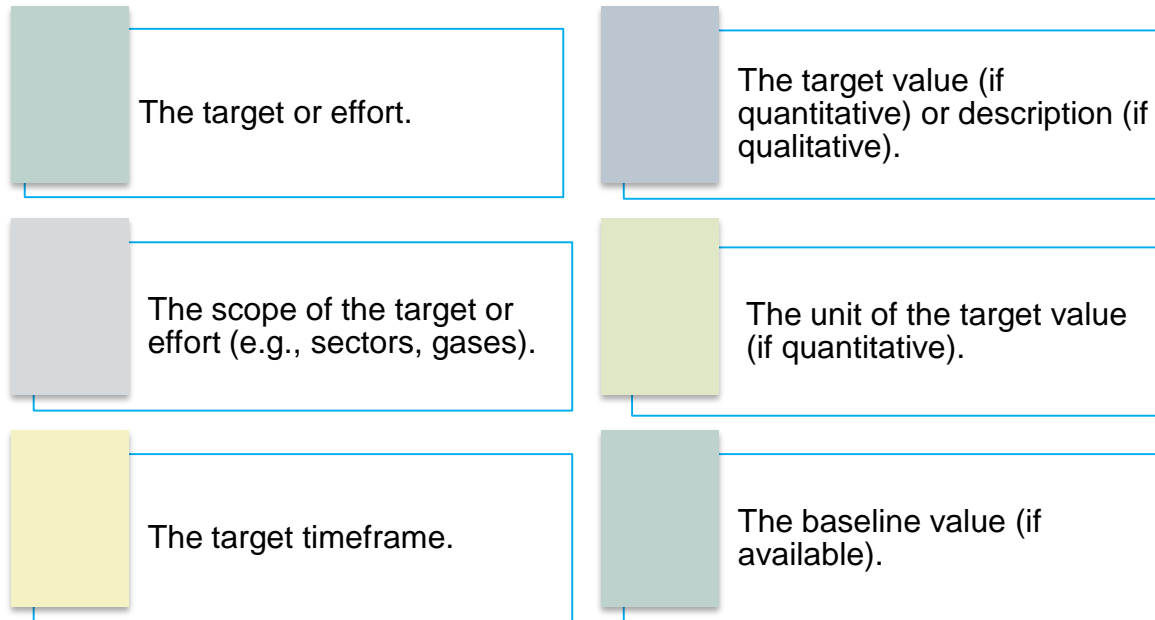 The target or effort.
The target value (if
quantitative) or description (if
qualitative).
The scope of the target or
effort (e.g., sectors, gases).
The unit of the target value
(if quantitative).
The target timeframe.
The baseline value (if
available).